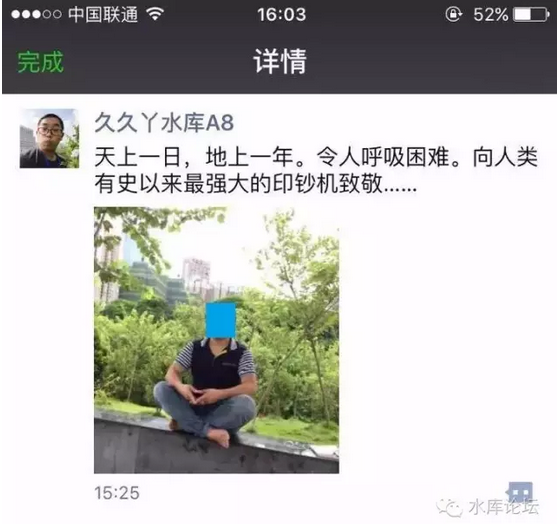 中国联通 16:03 52%
完成 详情
久久丫水库A8
天上一日，地上一年。令人呼吸困难。向人类
有史以来最强大的印钞机致敬……
15:25
水库论坛